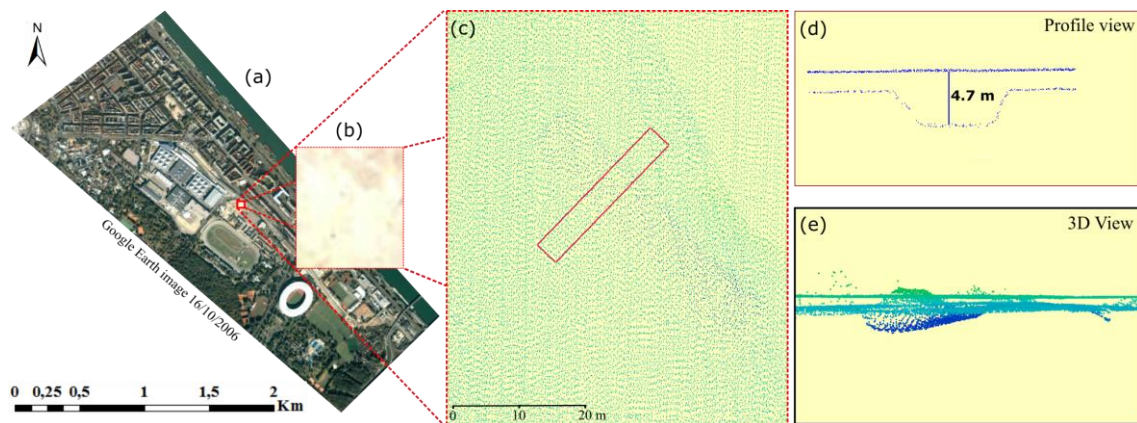 N
(a)
(b)
Google Earth image 16/10/2006
0 0,25 0,5 1 1,5 2
Km
(c)
0 10 20 m
(d) Profile view
4.7 m
(e) 3D View